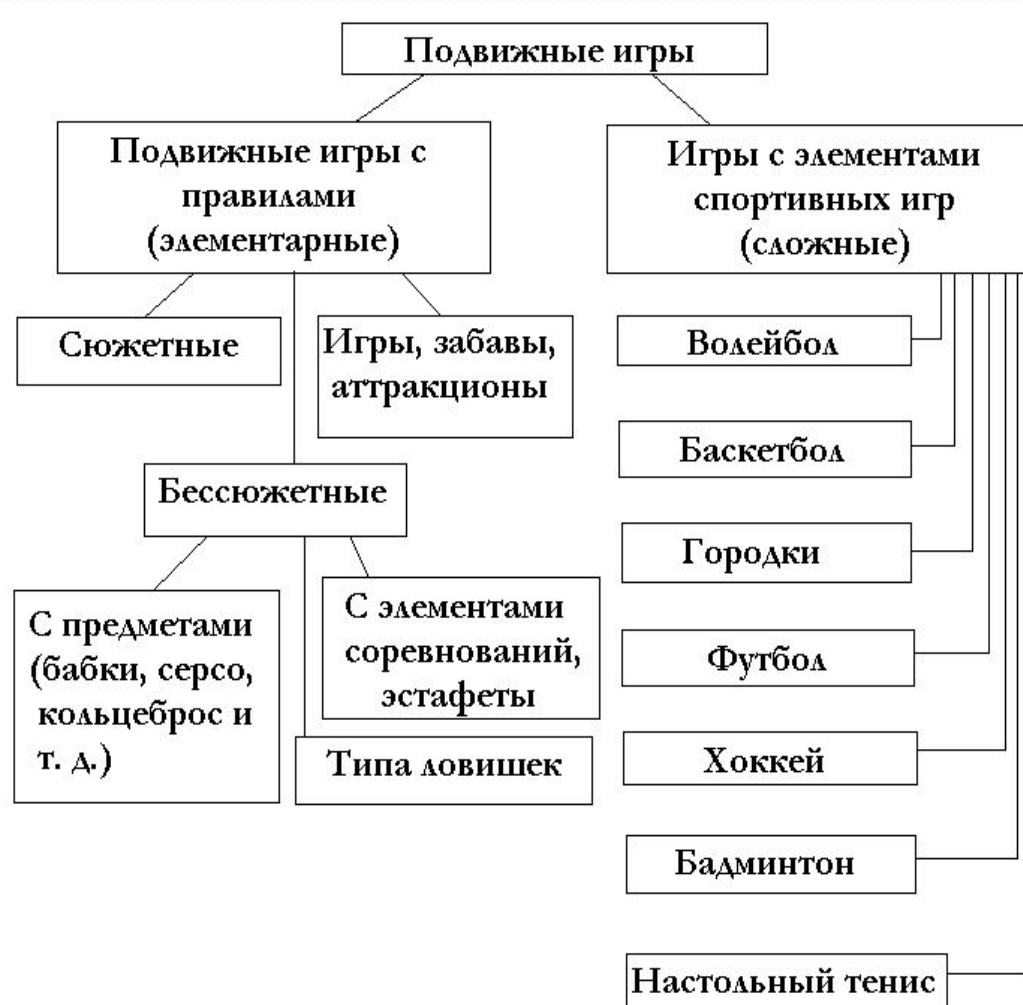 Подвижные игры
Подвижные игры с
правилами
(элементарные)
Игры с элементами
спортивных игр
(сложные)
Сюжетные
Игры, забавы,
аттракционы
Бессюжетные
С предметами
(бабки, серсо,
кольцеброс и
т. д.)
С элементами
соревнований,
эстафеты
Типа ловишек
Волейбол
Баскетбол
Городки
Футбол
Хоккей
Бадминтон
Настольный тенис